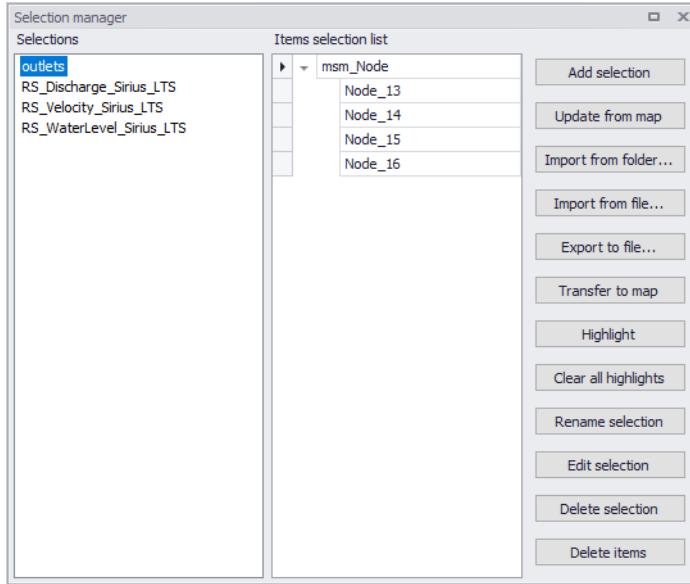 Selection manager
Selections
Items selection list
outlets
RS_Discharge_Sirius_LTS
RS_Velocity_Sirius_LTS
RS_WaterLevel_Sirius_LTS
msm_Node
Node_13
Node_14
Node_15
Node_16
Add selection
Update from map
Import from folder...
Import from file...
Export to file...
Transfer to map
Highlight
Clear all highlights
Rename selection
Edit selection
Delete selection
Delete items